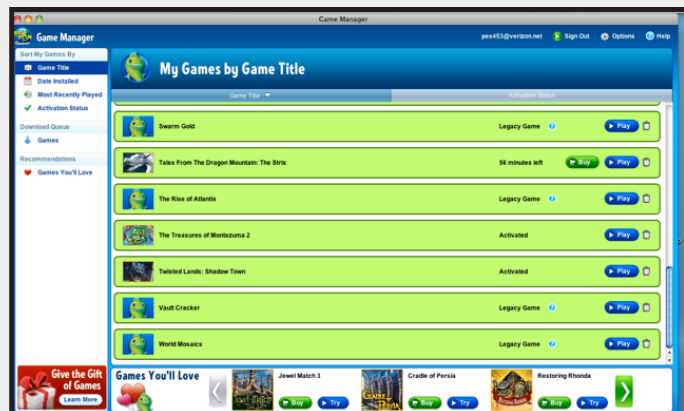 Game Manager
Game Manager
pes453@verizon.net Sign Out Options Help
Sort My Games By
Game Title
Date Installed
Most Recently Played
Activation Status
Download Queue
Games
Recommendations
Games You'll Love
My Games by Game Title
Game Title Activation Status
Swarm Gold Legacy Game ? Play
Tales From The Dragon Mountain: The Strix 56 minutes left Buy Play
The Rise of Atlantis Legacy Game ? Play
The Treasures of Montezuma 2 Activated Play
Twisted Lands: Shadow Town Activated Play
Vault Cracker Legacy Game ? Play
World Mosaics Legacy Game ? Play
Give the Gift
of Games
Learn More
Games You'll Love
Jewel Match 3
Buy Try
Cradle of Persia
Buy Try
Restoring Rhonda
Buy Try